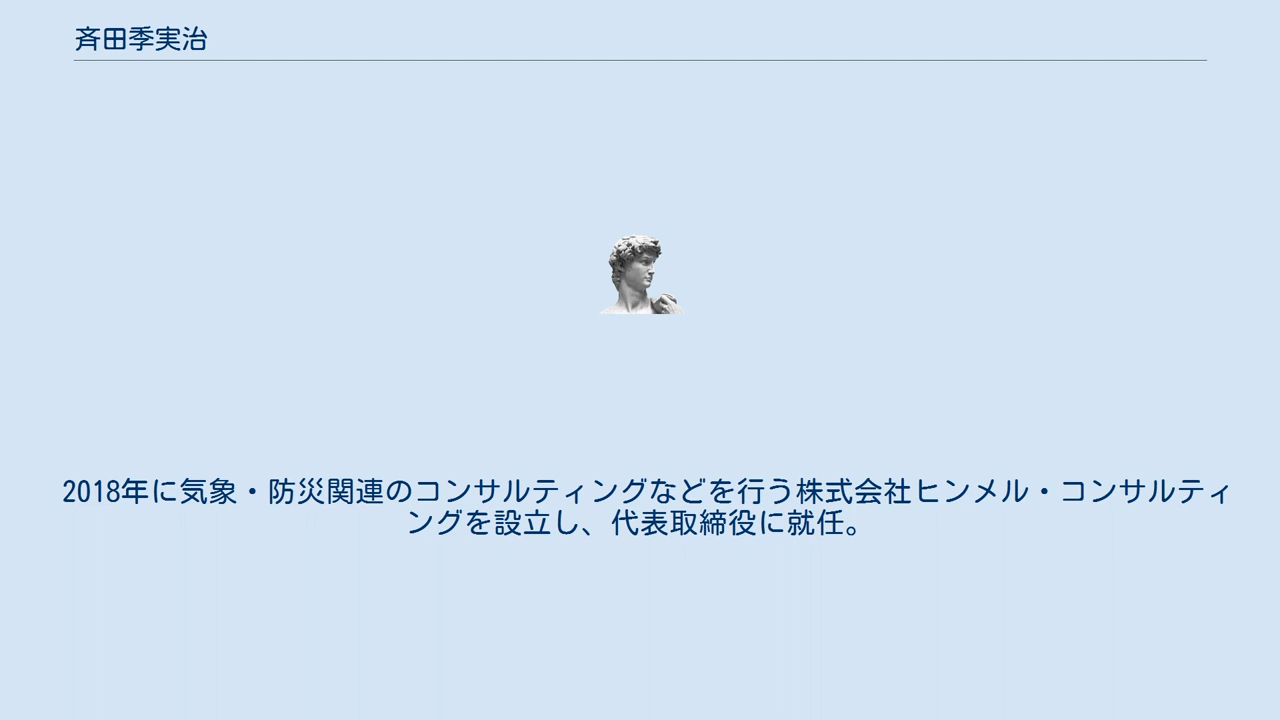 斉田季実治
2018年に気象・防災関連のコンサルティングなどを行う株式会社ヒンメル・コンサルティ
ングを設立し、代表取締役に就任。